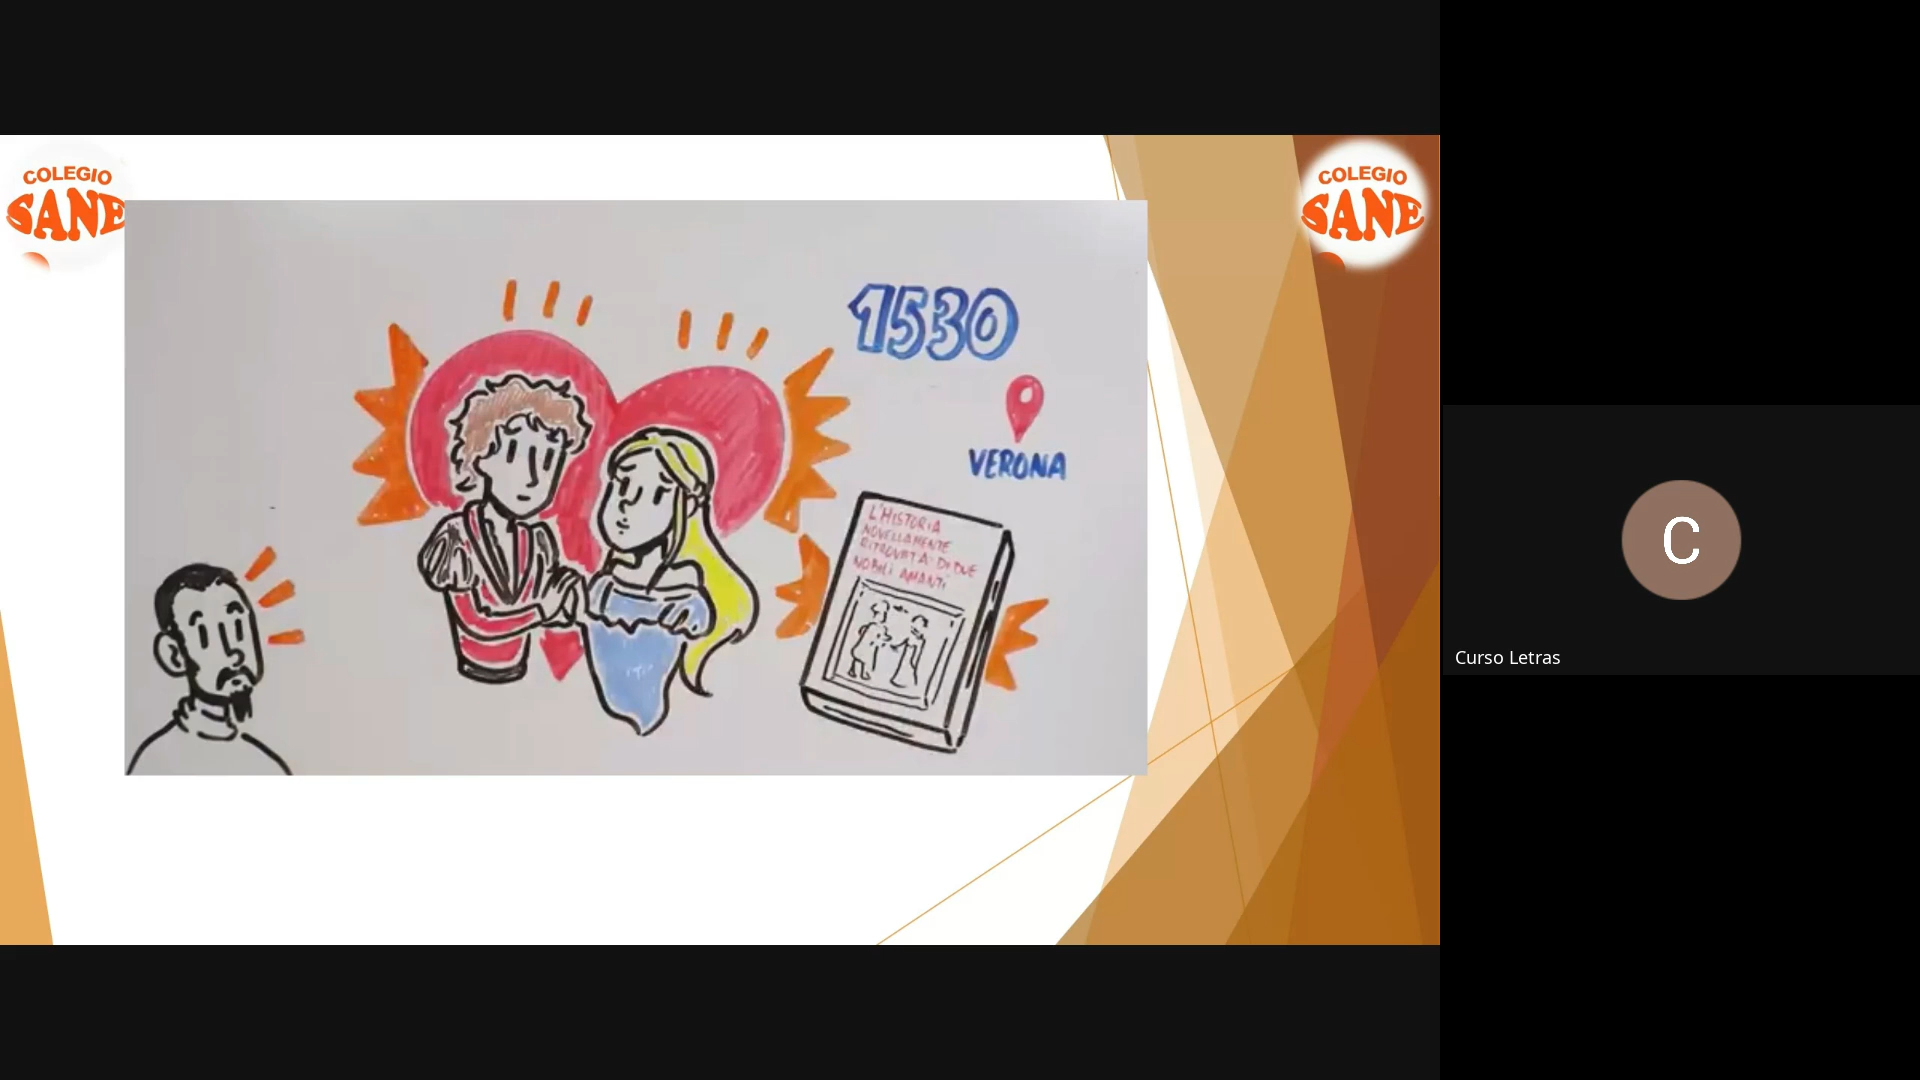 COLEGIO
SANE
COLEGIO
SANE
1530
VERONA
L'HISTORIA
NOVELLAMENTE
RITROVATA DI DUE
NOBILI AMANTI
C
Curso Letras